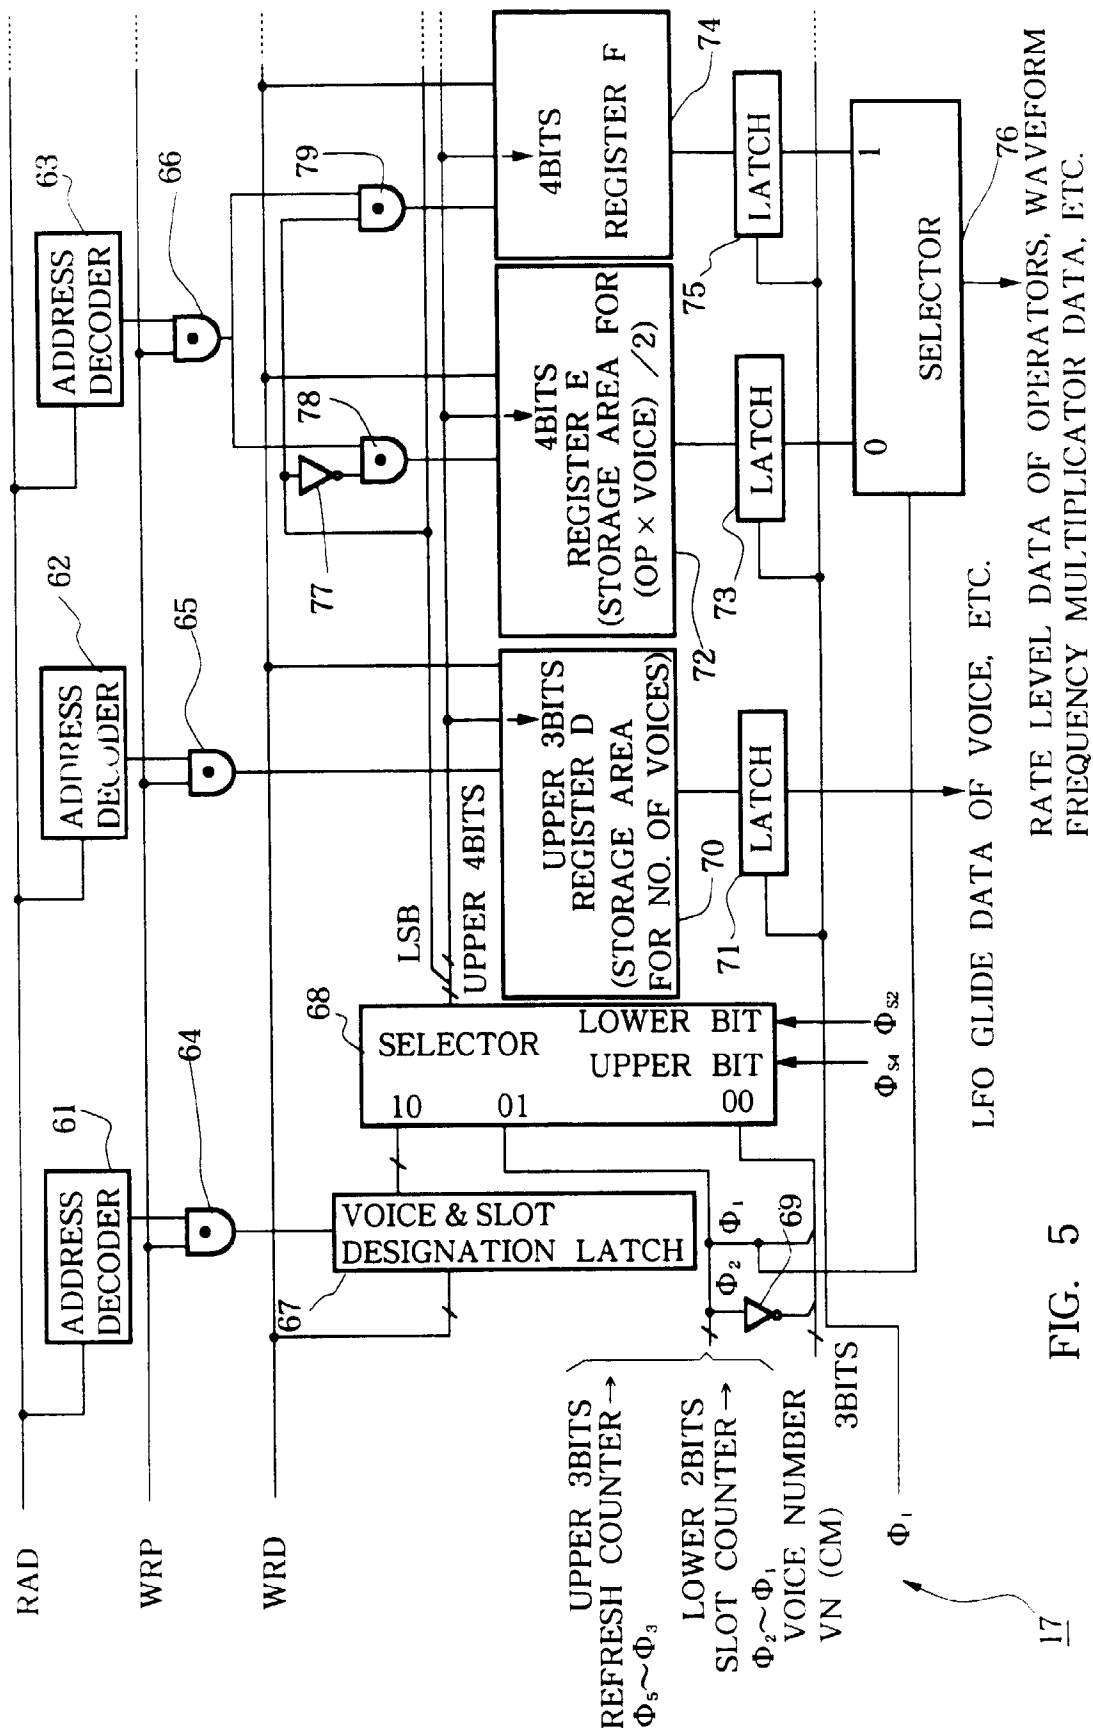 RAD
WRP
WRD
ADDRESS
DECODER
61
ADDRESS
DECODER
62
ADDRESS
DECODER
63
64
65
66
67
VOICE & SLOT
DESIGNATION LATCH
68
SELECTOR
10
01
00
LOWER BIT
UPPER BIT
ΦS2
ΦS4
LSB
UPPER 4BITS
77
78
79
UPPER 3BITS
REGISTER D
(STORAGE AREA
FOR NO. OF VOICES)
70
4BITS
REGISTER E
(STORAGE AREA FOR
(OP × VOICE) /2)
72
4BITS
REGISTER F
74
LATCH
71
LATCH
73
LATCH
75
0
1
SELECTOR
76
Φ1
Φ2
69
3BITS
UPPER 3BITS
REFRESH COUNTER→
Φ5~Φ3
LOWER 2BITS
SLOT COUNTER→
Φ2~Φ1
VOICE NUMBER
VN (CM)
Φ1
LFO GLIDE DATA OF VOICE, ETC.
RATE LEVEL DATA OF OPERATORS, WAVEFORM
FREQUENCY MULTIPLICATOR DATA, ETC.
17
FIG. 5